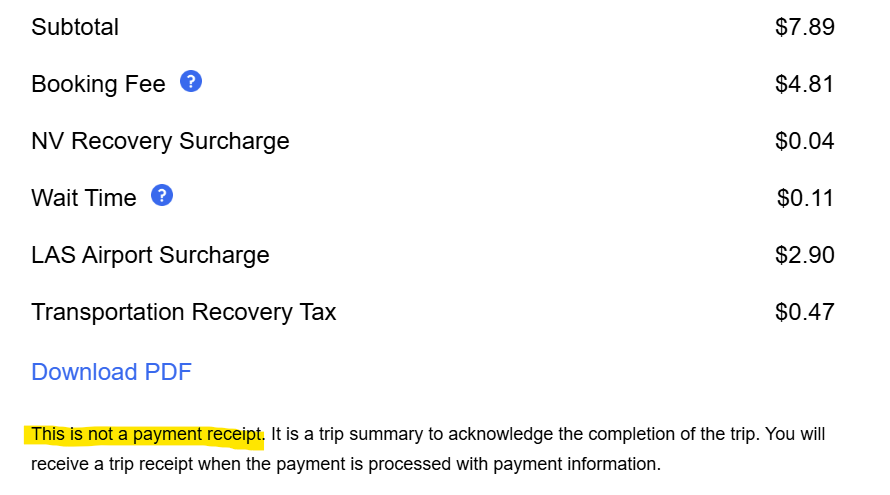 Subtotal $7.89
Booking Fee ? $4.81
NV Recovery Surcharge $0.04
Wait Time ? $0.11
LAS Airport Surcharge $2.90
Transportation Recovery Tax $0.47
Download PDF
This is not a payment receipt. It is a trip summary to acknowledge the completion of the trip. You will
receive a trip receipt when the payment is processed with payment information.